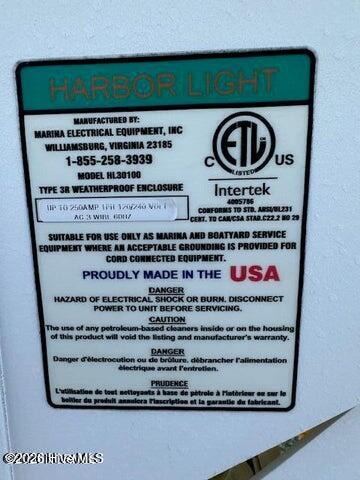 HARBOR LIGHT
MANUFACTURED BY:
MARINA ELECTRICAL EQUIPMENT, INC
WILLIAMSBURG, VIRGINIA 23185
1-855-258-3939
MODEL HL30100
TYPE 3R WEATHERPROOF ENCLOSURE
UP TO 250AMP 1PH 120/240 VOLT
AC 3 WIRE 60HZ
C ETL US
LISTED
Intertek
4005786
CONFORMS TO STD. ANSI/UL231
CERT. TO CAN/CSA STAD.C22.2 NO 29
SUITABLE FOR USE ONLY AS MARINA AND BOATYARD SERVICE
EQUIPMENT WHERE AN ACCEPTABLE GROUNDING IS PROVIDED FOR
CORD CONNECTED EQUIPMENT.
PROUDLY MADE IN THE USA
DANGER
HAZARD OF ELECTRICAL SHOCK OR BURN. DISCONNECT
POWER TO UNIT BEFORE SERVICING.
CAUTION
The use of any petroleum-based cleaners inside or on the housing
of this product will void the listing and manufacturer's warranty.
DANGER
Danger d'électrocution ou de brûlure. débrancher l'alimentation
électrique avant l'entretien.
PRUDENCE
L'utilisation de tout nettoyants à base de pétrole à l'intérieur ou sur le
boîtier du produit annulera l'inscription et la garantie du fabricant.
©2026 Hive MLS